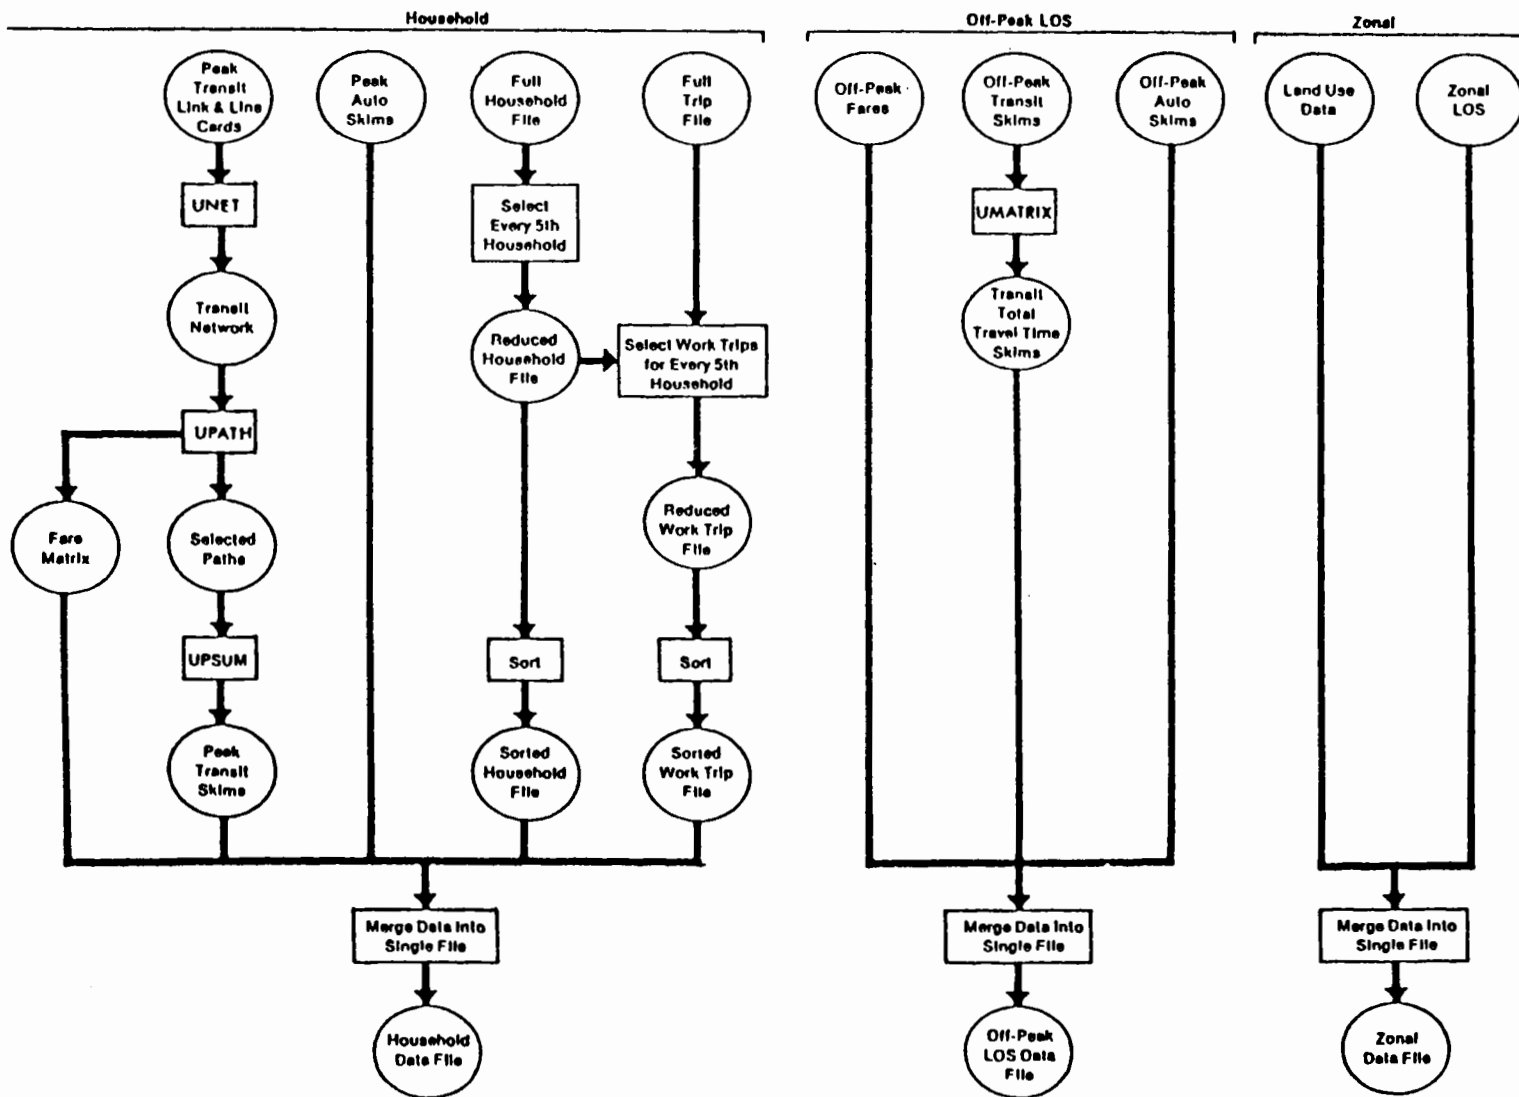 Household
Off-Peak LOS
Zonal
Peak
Transit
Link & Line
Cards
Peak
Auto
Skims
Full
Household
File
Full
Trip
File
Off-Peak
Fares
Off-Peak
Transit
Skims
Off-Peak
Auto
Skims
Land Use
Data
Zonal
LOS
UNET
Select
Every 5th
Household
UMATRIX
Transit
Network
Reduced
Household
File
Select Work Trips
for Every 5th
Household
Transit
Total
Travel Time
Skims
UPATH
Fare
Matrix
Selected
Paths
Reduced
Work Trip
File
UPSUM
Sort
Sort
Peak
Transit
Skims
Sorted
Household
File
Sorted
Work Trip
File
Merge Data Into
Single File
Merge Data Into
Single File
Merge Data Into
Single File
Household
Data File
Off-Peak
LOS Data
File
Zonal
Data File